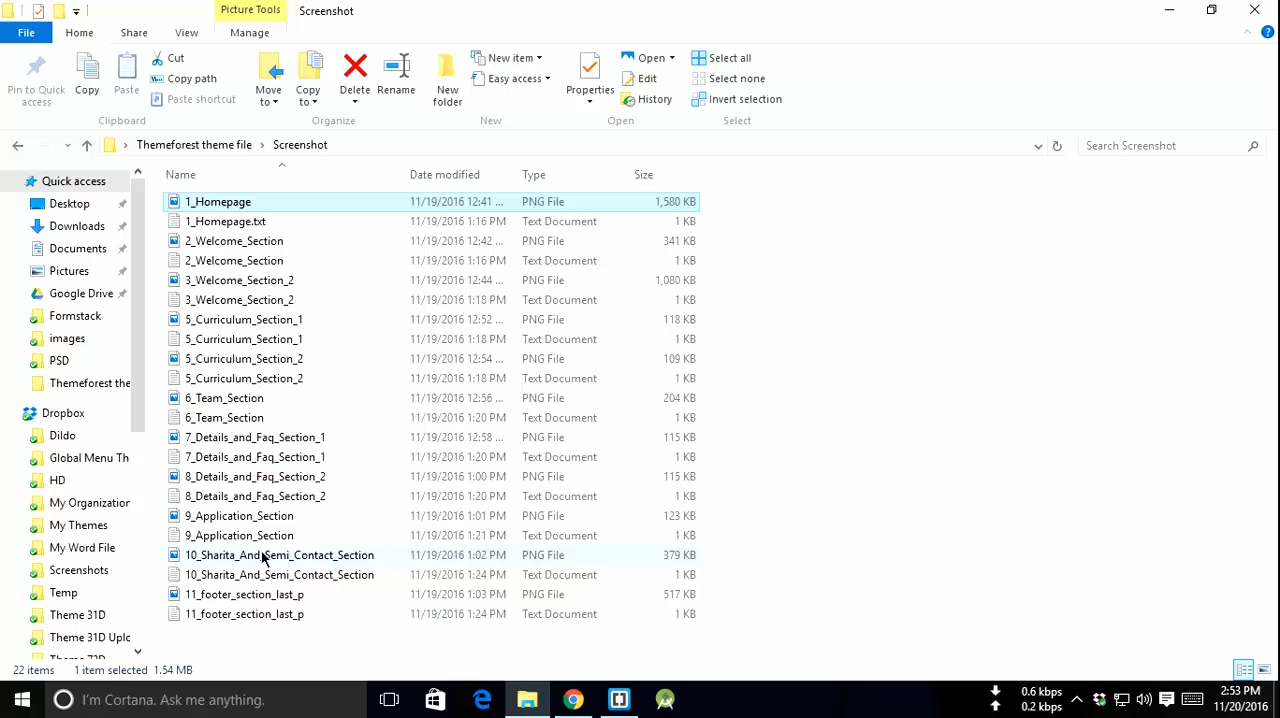 Picture Tools Screenshot
File Home Share View Manage
Pin to Quick access
Copy
Paste
Cut
Copy path
Paste shortcut
Clipboard
Move to
Copy to
Delete
Rename
Organize
New folder
New item
Easy access
New
Properties
Open
Edit
History
Open
Select all
Select none
Invert selection
Select
Themeforest theme file Screenshot Search Screenshot
Name Date modified Type Size
Quick access
Desktop
Downloads
Documents
Pictures
Google Drive
Formstack
images
PSD
Themeforest the
Dropbox
Dildo
Global Menu Th
HD
My Organization
My Themes
My Word File
Screenshots
Temp
Theme 31D
Theme 31D Uplo
1_Homepage 11/19/2016 12:41 ... PNG File 1,580 KB
1_Homepage.txt 11/19/2016 1:16 PM Text Document 1 KB
2_Welcome_Section 11/19/2016 12:42 ... PNG File 341 KB
2_Welcome_Section 11/19/2016 1:16 PM Text Document 1 KB
3_Welcome_Section_2 11/19/2016 12:44 ... PNG File 1,080 KB
3_Welcome_Section_2 11/19/2016 1:18 PM Text Document 1 KB
5_Curriculum_Section_1 11/19/2016 12:52 ... PNG File 118 KB
5_Curriculum_Section_1 11/19/2016 1:18 PM Text Document 1 KB
5_Curriculum_Section_2 11/19/2016 12:54 ... PNG File 109 KB
5_Curriculum_Section_2 11/19/2016 1:18 PM Text Document 1 KB
6_Team_Section 11/19/2016 12:56 ... PNG File 204 KB
6_Team_Section 11/19/2016 1:20 PM Text Document 1 KB
7_Details_and_Faq_Section_1 11/19/2016 12:58 ... PNG File 115 KB
7_Details_and_Faq_Section_1 11/19/2016 1:20 PM Text Document 1 KB
8_Details_and_Faq_Section_2 11/19/2016 1:00 PM PNG File 115 KB
8_Details_and_Faq_Section_2 11/19/2016 1:20 PM Text Document 1 KB
9_Application_Section 11/19/2016 1:01 PM PNG File 123 KB
9_Application_Section 11/19/2016 1:21 PM Text Document 1 KB
10_Sharita_And_Semi_Contact_Section 11/19/2016 1:02 PM PNG File 379 KB
10_Sharita_And_Semi_Contact_Section 11/19/2016 1:24 PM Text Document 1 KB
11_footer_section_last_p 11/19/2016 1:03 PM PNG File 517 KB
11_footer_section_last_p 11/19/2016 1:24 PM Text Document 1 KB
22 items 1 item selected 1.54 MB
I'm Cortana. Ask me anything.
0.6 kbps
0.2 kbps
2:53 PM
11/20/2016